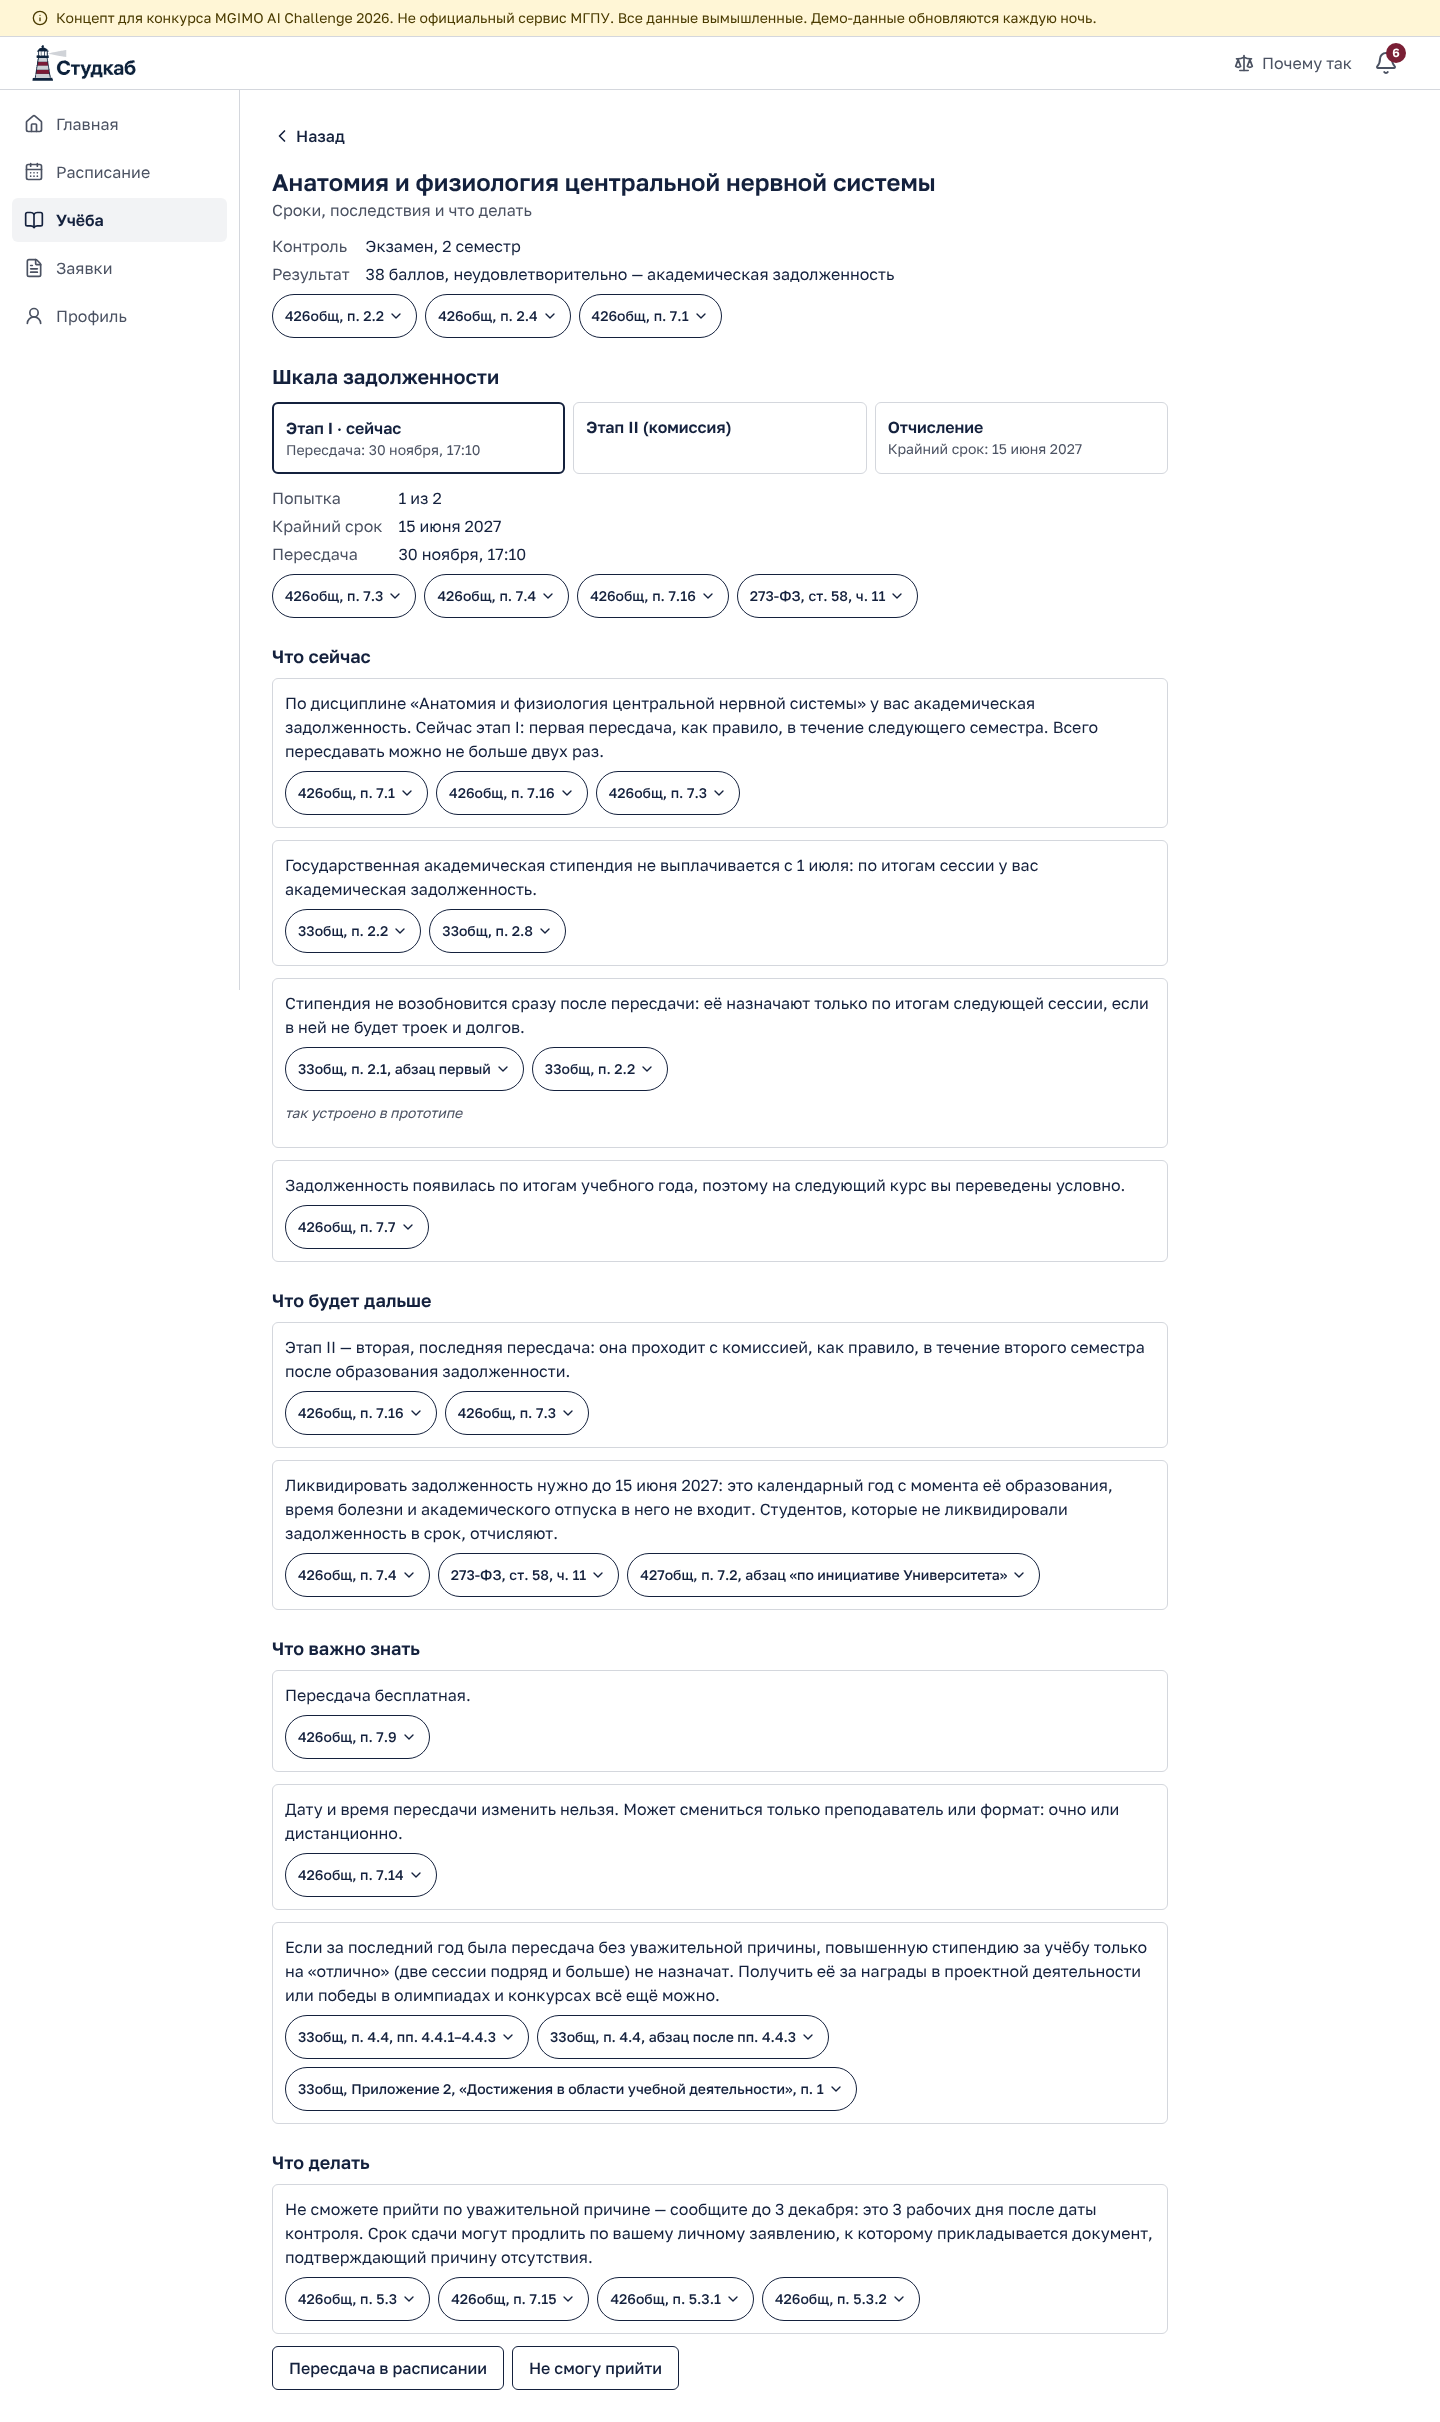 Концепт для конкурса MGIMO AI Challenge 2026. Не официальный сервис МГПУ. Все данные вымышленные. Демо-данные обновляются каждую ночь.
Студкаб
Почему так
6
Главная
Расписание
Учёба
Заявки
Профиль
Назад
Анатомия и физиология центральной нервной системы
Сроки, последствия и что делать
Контроль Экзамен, 2 семестр
Результат 38 баллов, неудовлетворительно — академическая задолженность
426общ, п. 2.2 426общ, п. 2.4 426общ, п. 7.1
Шкала задолженности
Этап I · сейчас
Пересдача: 30 ноября, 17:10
Этап II (комиссия)
Отчисление
Крайний срок: 15 июня 2027
Попытка 1 из 2
Крайний срок 15 июня 2027
Пересдача 30 ноября, 17:10
426общ, п. 7.3 426общ, п. 7.4 426общ, п. 7.16 273-ФЗ, ст. 58, ч. 11
Что сейчас
По дисциплине «Анатомия и физиология центральной нервной системы» у вас академическая
задолженность. Сейчас этап I: первая пересдача, как правило, в течение следующего семестра. Всего
пересдавать можно не больше двух раз.
426общ, п. 7.1 426общ, п. 7.16 426общ, п. 7.3
Государственная академическая стипендия не выплачивается с 1 июля: по итогам сессии у вас
академическая задолженность.
33общ, п. 2.2 33общ, п. 2.8
Стипендия не возобновится сразу после пересдачи: её назначают только по итогам следующей сессии, если
в ней не будет троек и долгов.
33общ, п. 2.1, абзац первый 33общ, п. 2.2
так устроено в прототипе
Задолженность появилась по итогам учебного года, поэтому на следующий курс вы переведены условно.
426общ, п. 7.7
Что будет дальше
Этап II — вторая, последняя пересдача: она проходит с комиссией, как правило, в течение второго семестра
после образования задолженности.
426общ, п. 7.16 426общ, п. 7.3
Ликвидировать задолженность нужно до 15 июня 2027: это календарный год с момента её образования,
время болезни и академического отпуска в него не входит. Студентов, которые не ликвидировали
задолженность в срок, отчисляют.
426общ, п. 7.4 273-ФЗ, ст. 58, ч. 11 427общ, п. 7.2, абзац «по инициативе Университета»
Что важно знать
Пересдача бесплатная.
426общ, п. 7.9
Дату и время пересдачи изменить нельзя. Может смениться только преподаватель или формат: очно или
дистанционно.
426общ, п. 7.14
Если за последний год была пересдача без уважительной причины, повышенную стипендию за учёбу только
на «отлично» (две сессии подряд и больше) не назначат. Получить её за награды в проектной деятельности
или победы в олимпиадах и конкурсах всё ещё можно.
33общ, п. 4.4, пп. 4.4.1–4.4.3 33общ, п. 4.4, абзац после пп. 4.4.3
33общ, Приложение 2, «Достижения в области учебной деятельности», п. 1
Что делать
Не сможете прийти по уважительной причине — сообщите до 3 декабря: это 3 рабочих дня после даты
контроля. Срок сдачи могут продлить по вашему личному заявлению, к которому прикладывается документ,
подтверждающий причину отсутствия.
426общ, п. 5.3 426общ, п. 7.15 426общ, п. 5.3.1 426общ, п. 5.3.2
Пересдача в расписании Не смогу прийти